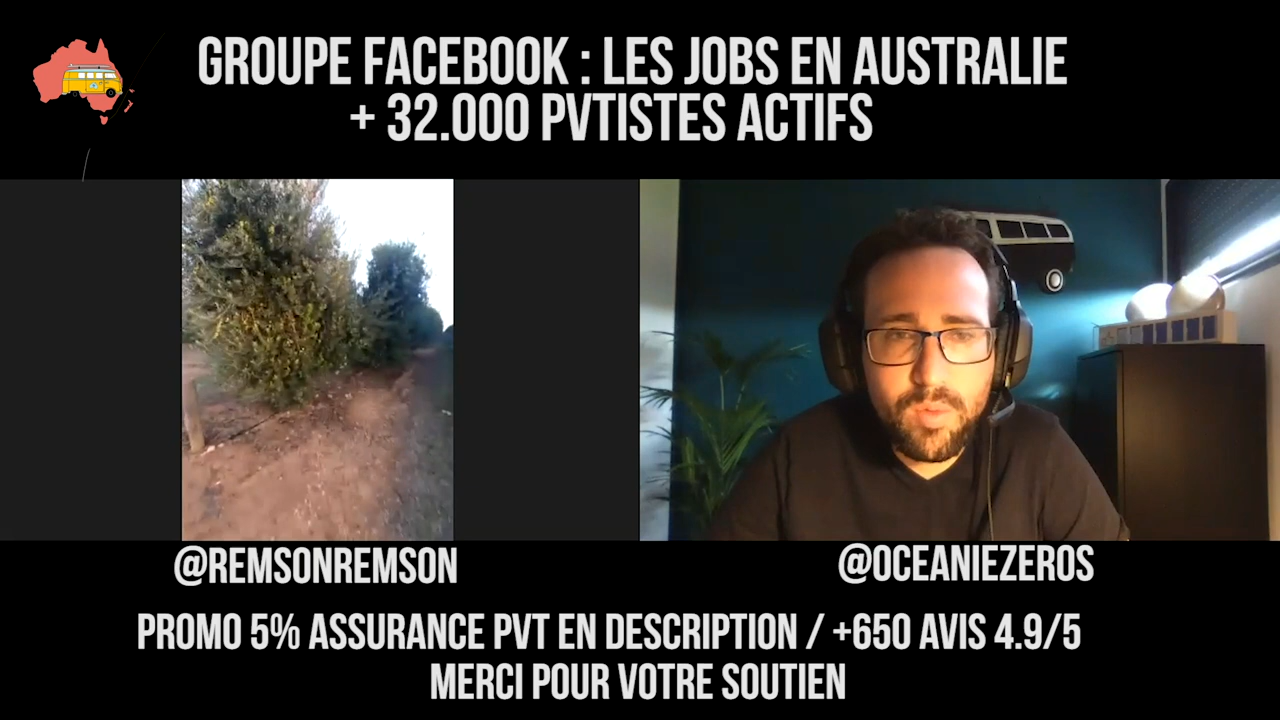 GROUPE FACEBOOK : LES JOBS EN AUSTRALIE
+ 32.000 PVTISTES ACTIFS
@REMSONREMSON
@OCEANIEZEROS
PROMO 5% ASSURANCE PVT EN DESCRIPTION / +650 AVIS 4.9/5
MERCI POUR VOTRE SOUTIEN